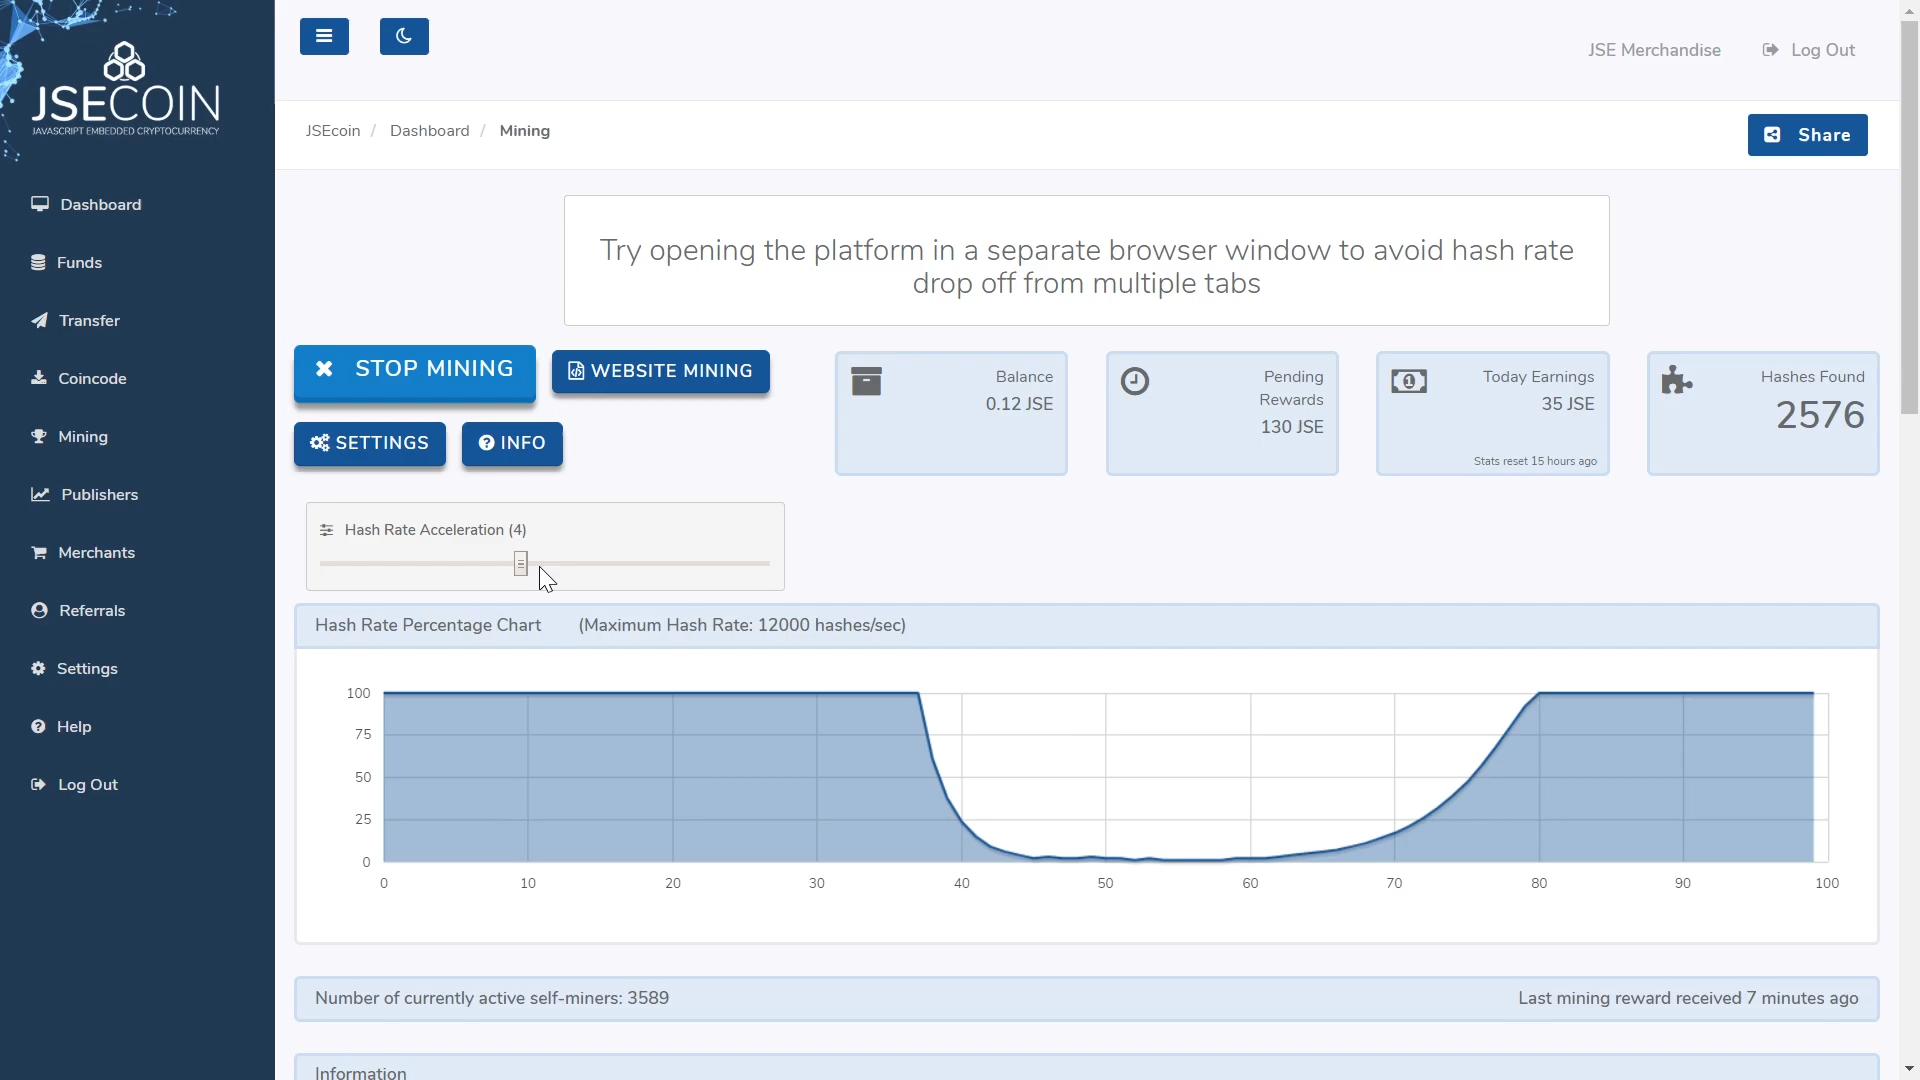 JSECOIN
JAVASCRIPT EMBEDDED CRYPTOCURRENCY
Dashboard
Funds
Transfer
Coincode
Mining
Publishers
Merchants
Referrals
Settings
Help
Log Out
JSE Merchandise
Log Out
JSEcoin / Dashboard / Mining
Share
Try opening the platform in a separate browser window to avoid hash rate
drop off from multiple tabs
STOP MINING
WEBSITE MINING
SETTINGS
INFO
Balance
0.12 JSE
Pending
Rewards
130 JSE
Today Earnings
35 JSE
Stats reset 15 hours ago
Hashes Found
2576
Hash Rate Acceleration (4)
Hash Rate Percentage Chart (Maximum Hash Rate: 12000 hashes/sec)
100
75
50
25
0
0 10 20 30 40 50 60 70 80 90 100
Number of currently active self-miners: 3589
Last mining reward received 7 minutes ago
Information